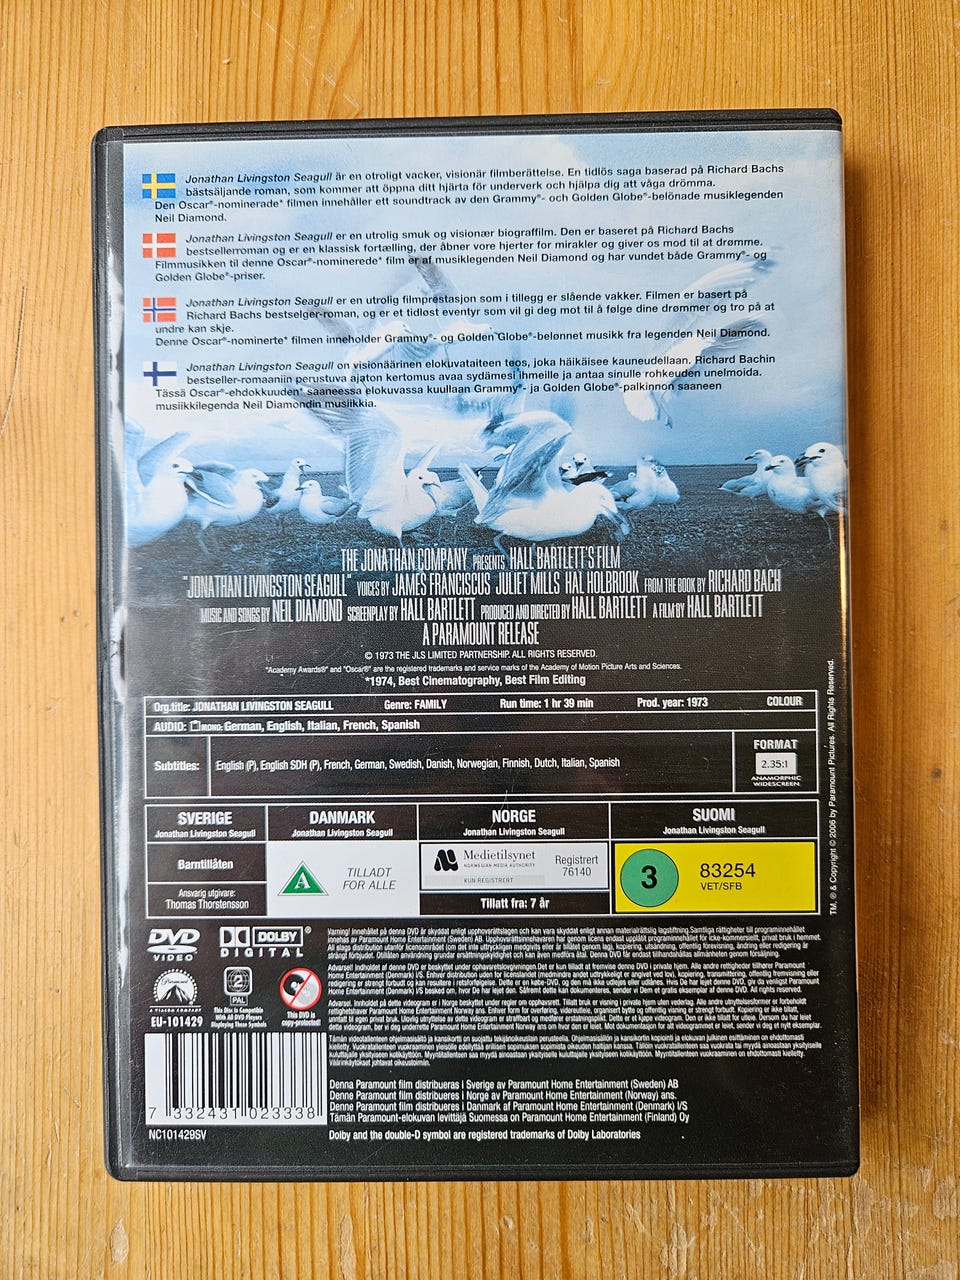 Jonathan Livingston Seagull är en otroligt vacker, visionär filmberättelse. En tidlös saga baserad på Richard Bachs
bästsäljande roman, som kommer att öppna ditt hjärta för underverk och hjälpa dig att våga drömma.
Den Oscar®-nominerade* filmen innehåller ett soundtrack av den Grammy®- och Golden Globe®-belönade musiklegenden
Neil Diamond.
Jonathan Livingston Seagull er en utrolig smuk og visionær biograffilm. Den er baseret på Richard Bachs
bestsellerroman og er en klassisk fortælling, der åbner vore hjerter for mirakler og giver os mod til at drømme.
Filmmusikken til denne Oscar®-nominerede* film er af musiklegenden Neil Diamond og har vundet både Grammy®- og
Golden Globe®-priser.
Jonathan Livingston Seagull er en utrolig filmprestasjon som i tillegg er slående vakker. Filmen er basert på
Richard Bachs bestselger-roman, og er et tidløst eventyr som vil gi deg mot til å følge dine drømmer og tro på at
undre kan skje.
Denne Oscar®-nominerte* filmen inneholder Grammy®- og Golden Globe®-belønnet musikk fra legenden Neil Diamond.
Jonathan Livingston Seagull on visionäärinen elokuvataiteen teos, joka häikäisee kauneudellaan. Richard Bachin
bestseller-romaaniin perustuva ajaton kertomus avaa sydämesi ihmeille ja antaa sinulle rohkeuden unelmoida.
Tässä Oscar®-ehdokkuuden* saaneessa elokuvassa kuullaan Grammy®- ja Golden Globe®-palkinnon saaneen
musiikkilegenda Neil Diamondin musiikkia.
THE JONATHAN COMPANY PRESENTS HALL BARTLETT'S FILM
"JONATHAN LIVINGSTON SEAGULL" VOICES BY JAMES FRANCISCUS JULIET MILLS HAL HOLBROOK FROM THE BOOK BY RICHARD BACH
MUSIC AND SONGS BY NEIL DIAMOND SCREENPLAY BY HALL BARTLETT PRODUCED AND DIRECTED BY HALL BARTLETT A FILM BY HALL BARTLETT
A PARAMOUNT RELEASE
© 1973 THE JLS LIMITED PARTNERSHIP. ALL RIGHTS RESERVED.
"Academy Awards®" and "Oscar®" are the registered trademarks and service marks of the Academy of Motion Picture Arts and Sciences.
*1974, Best Cinematography, Best Film Editing
Org.title: JONATHAN LIVINGSTON SEAGULL Genre: FAMILY Run time: 1 hr 39 min Prod. year: 1973 COLOUR
AUDIO: MONO: German, English, Italian, French, Spanish
Subtitles: English (P), English SDH (P), French, German, Swedish, Danish, Norwegian, Finnish, Dutch, Italian, Spanish
FORMAT
2.35:1
ANAMORPHIC
WIDESCREEN
TM, ® & Copyright © 2006 by Paramount Pictures. All Rights Reserved.
SVERIGE
Jonathan Livingston Seagull
Barntillåten
Ansvarig utgivare:
Thomas Thorstensson
DANMARK
Jonathan Livingston Seagull
A
TILLADT
FOR ALLE
NORGE
Jonathan Livingston Seagull
Medietilsynet
NORWEGIAN MEDIA AUTHORITY
KUN REGISTRERT
Registrert
76140
Tillatt fra: 7 år
SUOMI
Jonathan Livingston Seagull
3
83254
VET/SFB
DVD
VIDEO
DOLBY®
DIGITAL
Paramount
2
PAL
This Disc is Compatible
With All DVD Players
Displaying These Symbols
This DVD is
copy-protected!
EU-101429
7 332431 023338
NC101429SV
Denna Paramount film distribueras i Sverige av Paramount Home Entertainment (Sweden) AB
Denne Paramount film distribueres i Norge av Paramount Home Entertainment (Norway) ans.
Denne Paramount film distribueres i Danmark af Paramount Home Entertainment (Denmark) I/S
Tämän Paramount-elokuvan levittäjä Suomessa on Paramount Home Entertainment (Finland) Oy
Dolby and the double-D symbol are registered trademarks of Dolby Laboratories